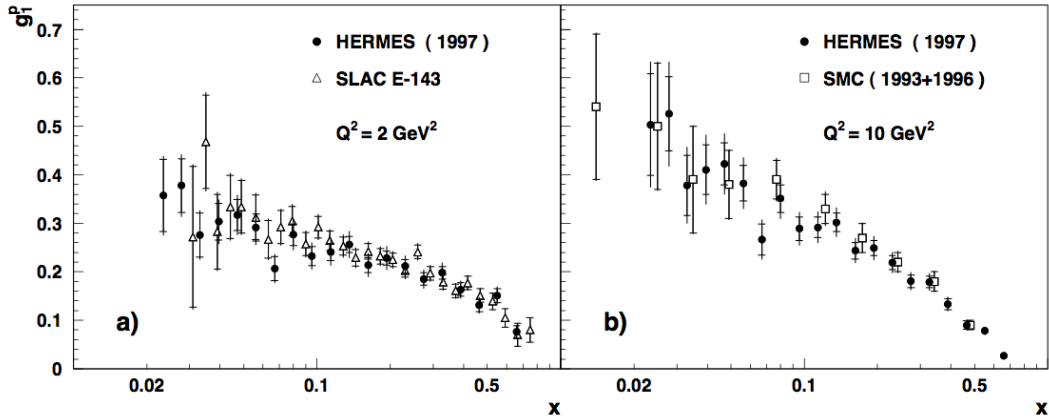 g₁ᵖ
0.7
0.6
0.5
0.4
0.3
0.2
0.1
0
HERMES ( 1997 )
SLAC E-143
Q² = 2 GeV²
a)
0.02
0.1
0.5
x
HERMES ( 1997 )
SMC ( 1993+1996 )
Q² = 10 GeV²
b)
0.02
0.1
0.5
x